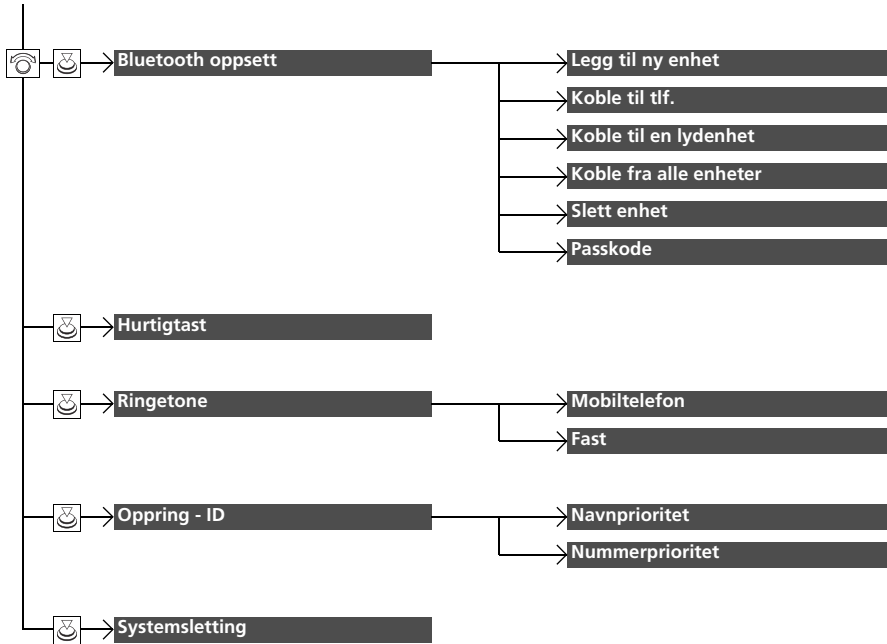 Bluetooth oppsett
Legg til ny enhet
Koble til tlf.
Koble til en lydenhet
Koble fra alle enheter
Slett enhet
Passkode
Hurtigtast
Ringetone
Mobiltelefon
Fast
Oppring - ID
Navnprioritet
Nummerprioritet
Systemsletting